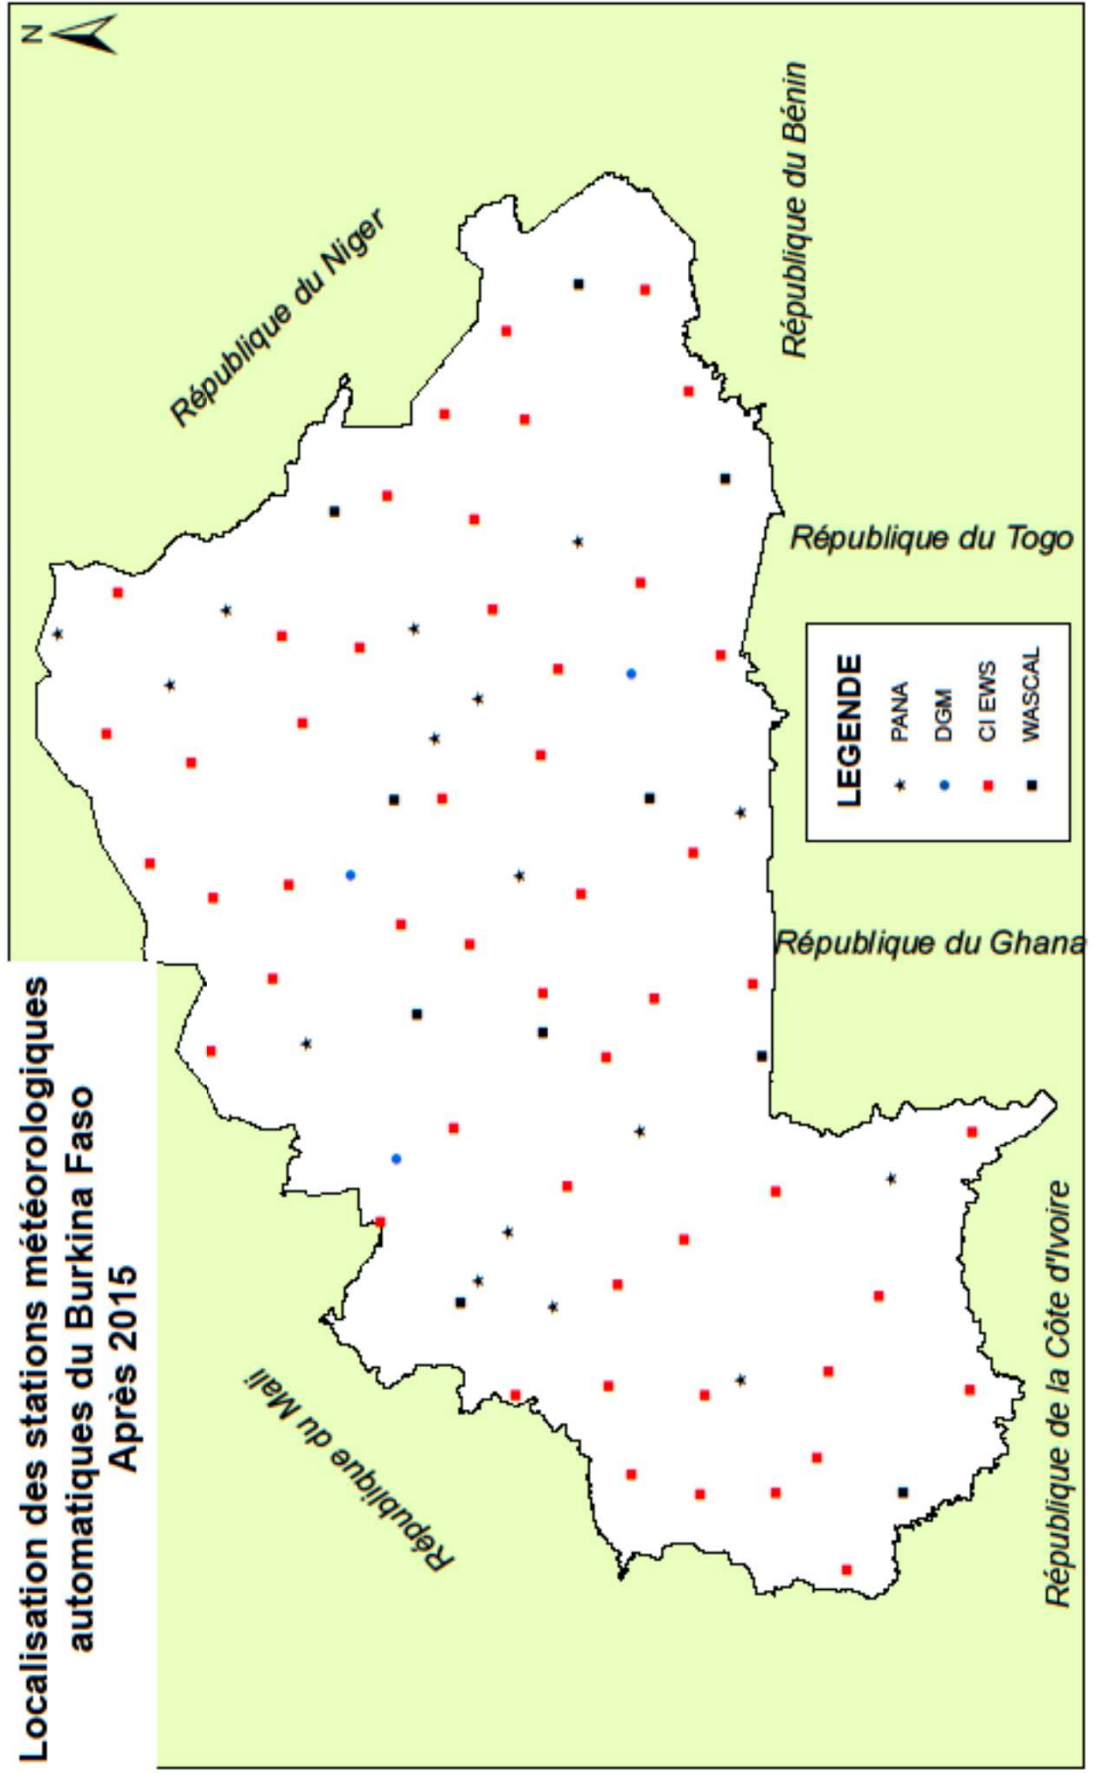 Localisation des stations météorologiques
automatiques du Burkina Faso
Après 2015
N
République du Niger
République du Mali
République du Bénin
République du Togo
République du Ghana
République de la Côte d'Ivoire
LEGENDE
PANA
DGM
CI EWS
WASCAL